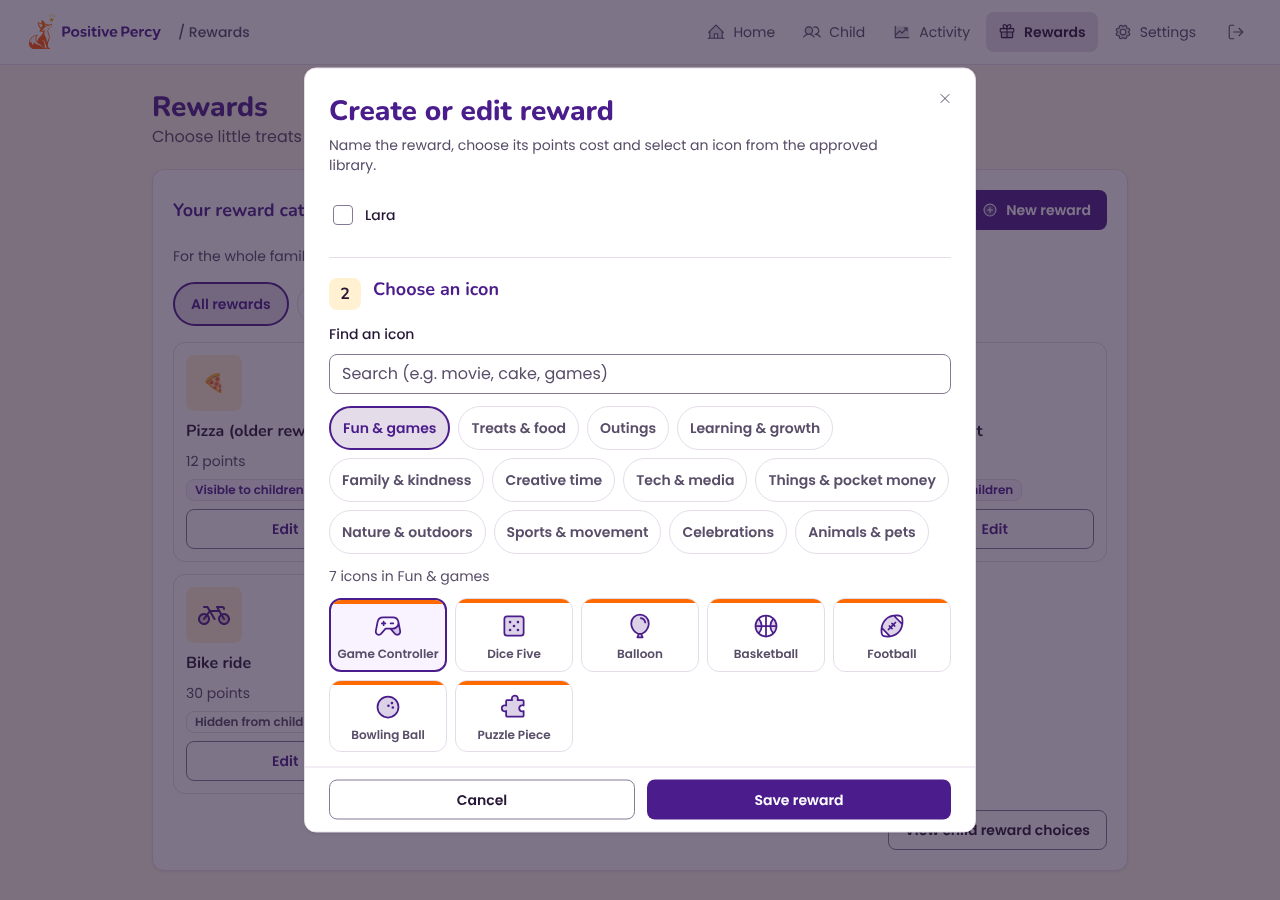 Positive Percy / Rewards
Home
Child
Activity
Rewards
Settings
Rewards
Choose little treats
Your reward cat
New reward
For the whole famil
All rewards
Pizza (older rew
12 points
Visible to children
Edit
t
ildren
Edit
Bike ride
30 points
Hidden from child
Edit
View child reward choices
Create or edit reward
Name the reward, choose its points cost and select an icon from the approved
library.
Lara
2 Choose an icon
Find an icon
Search (e.g. movie, cake, games)
Fun & games
Treats & food
Outings
Learning & growth
Family & kindness
Creative time
Tech & media
Things & pocket money
Nature & outdoors
Sports & movement
Celebrations
Animals & pets
7 icons in Fun & games
Game Controller
Dice Five
Balloon
Basketball
Football
Bowling Ball
Puzzle Piece
Cancel
Save reward